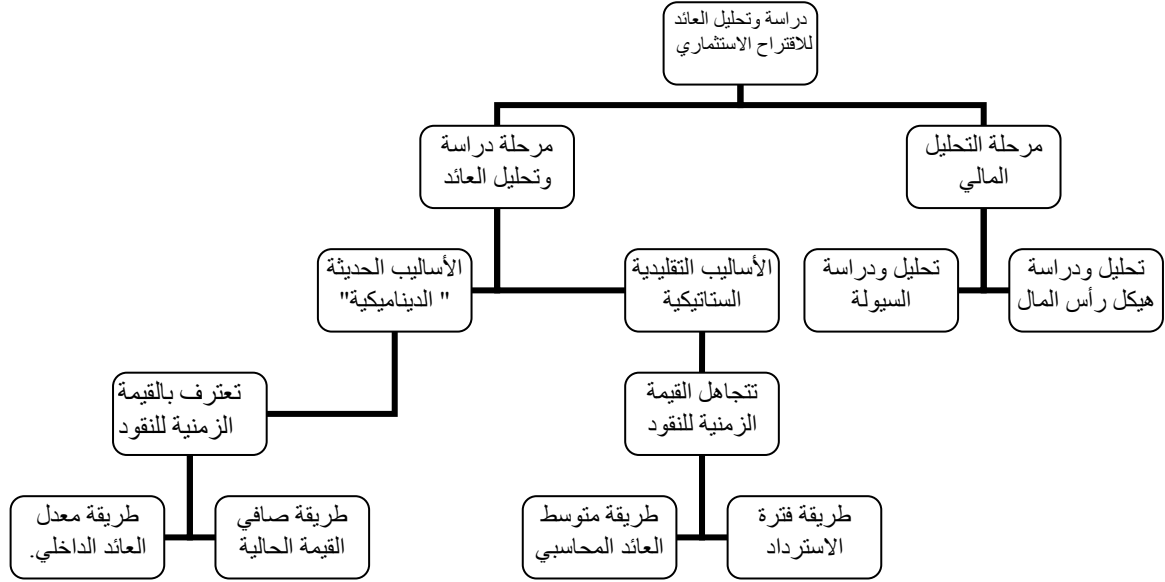 دراسة وتحليل العائد
للاقتراح الاستثماري
مرحلة التحليل
المالي
مرحلة دراسة
وتحليل العائد
تحليل ودراسة
هيكل رأس المال
تحليل ودراسة
السيولة
الأساليب التقليدية
الستاتيكية
الأساليب الحديثة
" الديناميكية"
تتجاهل القيمة
الزمنية للنقود
تعترف بالقيمة
الزمنية للنقود
طريقة فترة
الاسترداد
طريقة متوسط
العائد المحاسبي
طريقة صافي
القيمة الحالية
طريقة معدل
العائد الداخلي.